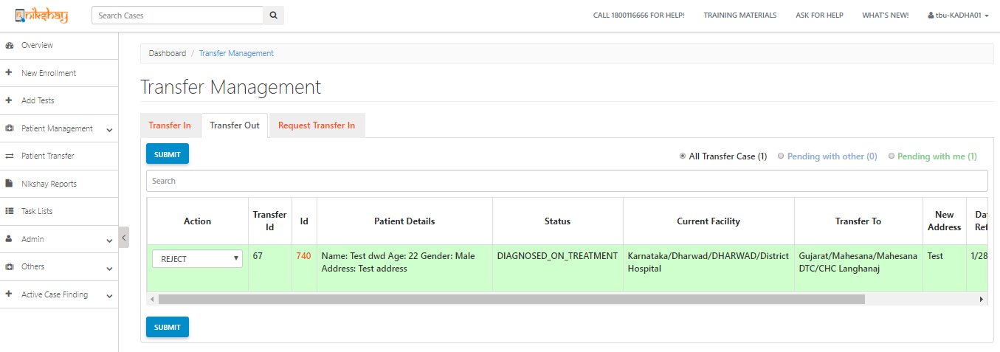 nikshay
Search Cases
CALL 1800116666 FOR HELP!
TRAINING MATERIALS
ASK FOR HELP
WHAT'S NEW!
tbu-KADHA01
Overview
New Enrollment
Add Tests
Patient Management
Patient Transfer
Nikshay Reports
Task Lists
Admin
Others
Active Case Finding
Dashboard / Transfer Management
Transfer Management
Transfer In
Transfer Out
Request Transfer In
SUBMIT
All Transfer Case (1)
Pending with other (0)
Pending with me (1)
Search
Action
Transfer
Id
Id
Patient Details
Status
Current Facility
Transfer To
New
Address
Da
Ref
REJECT
67
740
Name: Test dwd Age: 22 Gender: Male
Address: Test address
DIAGNOSED_ON_TREATMENT
Karnataka/Dharwad/DHARWAD/District
Hospital
Gujarat/Mahesana/Mahesana
DTC/CHC Langhanaj
Test
1/28
SUBMIT